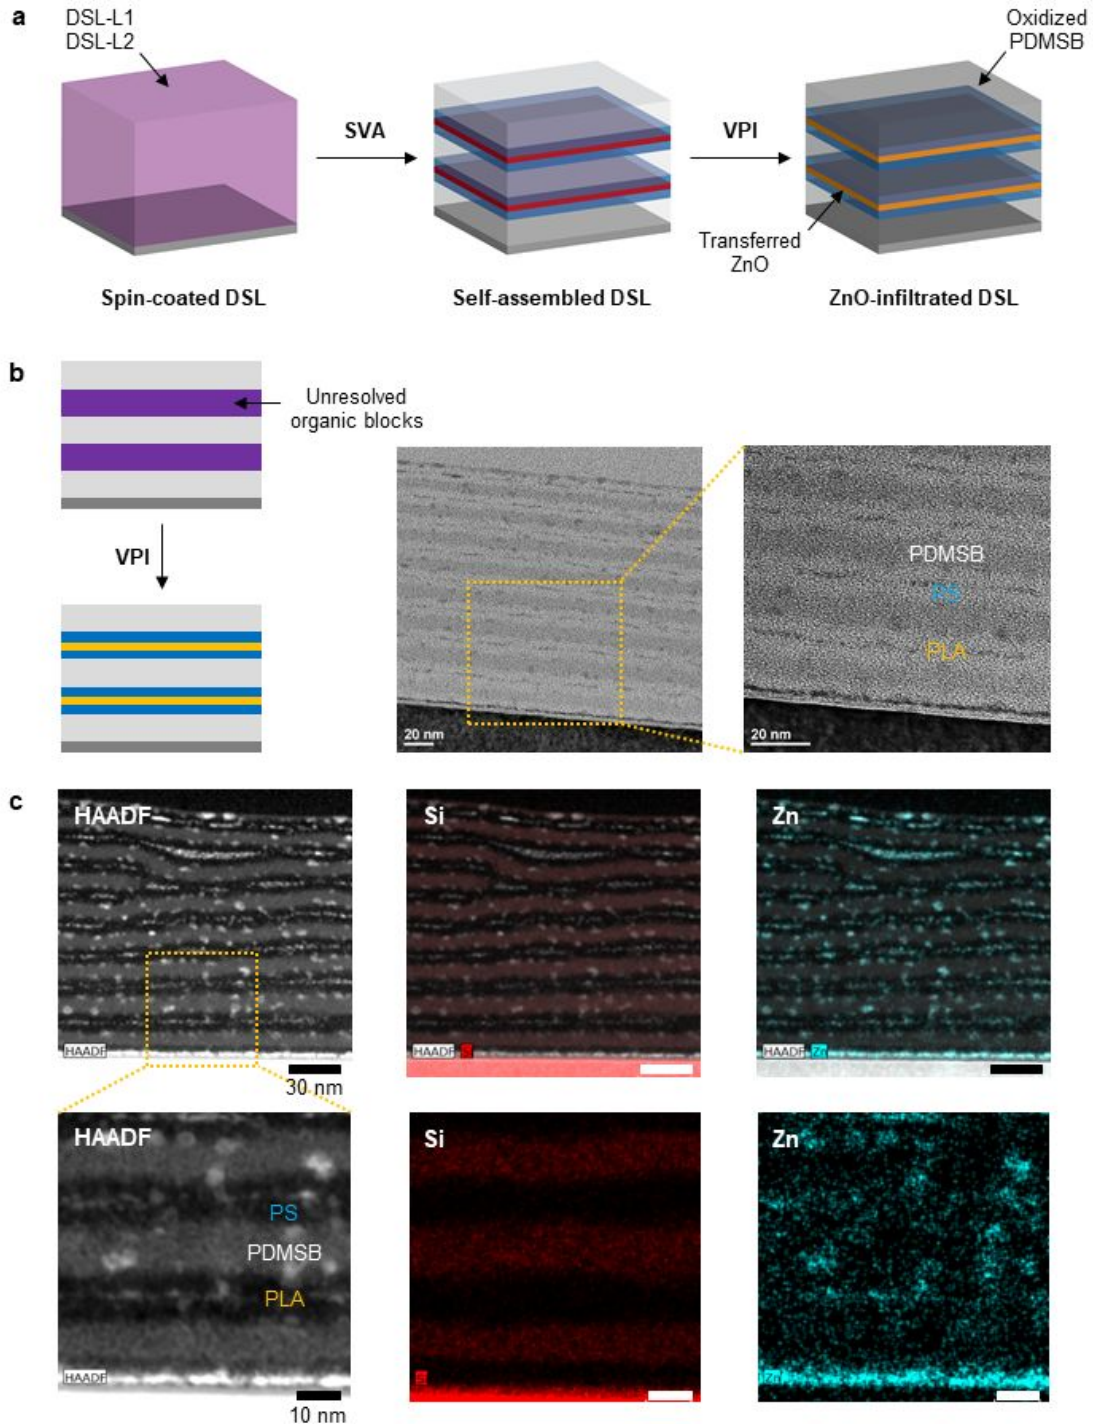 a
DSL-L1
DSL-L2
Oxidized
PDMSB
SVA
VPI
Transferred
ZnO
Spin-coated DSL
Self-assembled DSL
ZnO-infiltrated DSL
b
Unresolved
organic blocks
VPI
PDMSB
PS
PLA
20 nm
20 nm
c
HAADF
Si
Zn
HAADF
HAADF
HAADF Zn
30 nm
HAADF
Si
Zn
PS
PDMSB
PLA
HAADF
Zn
10 nm